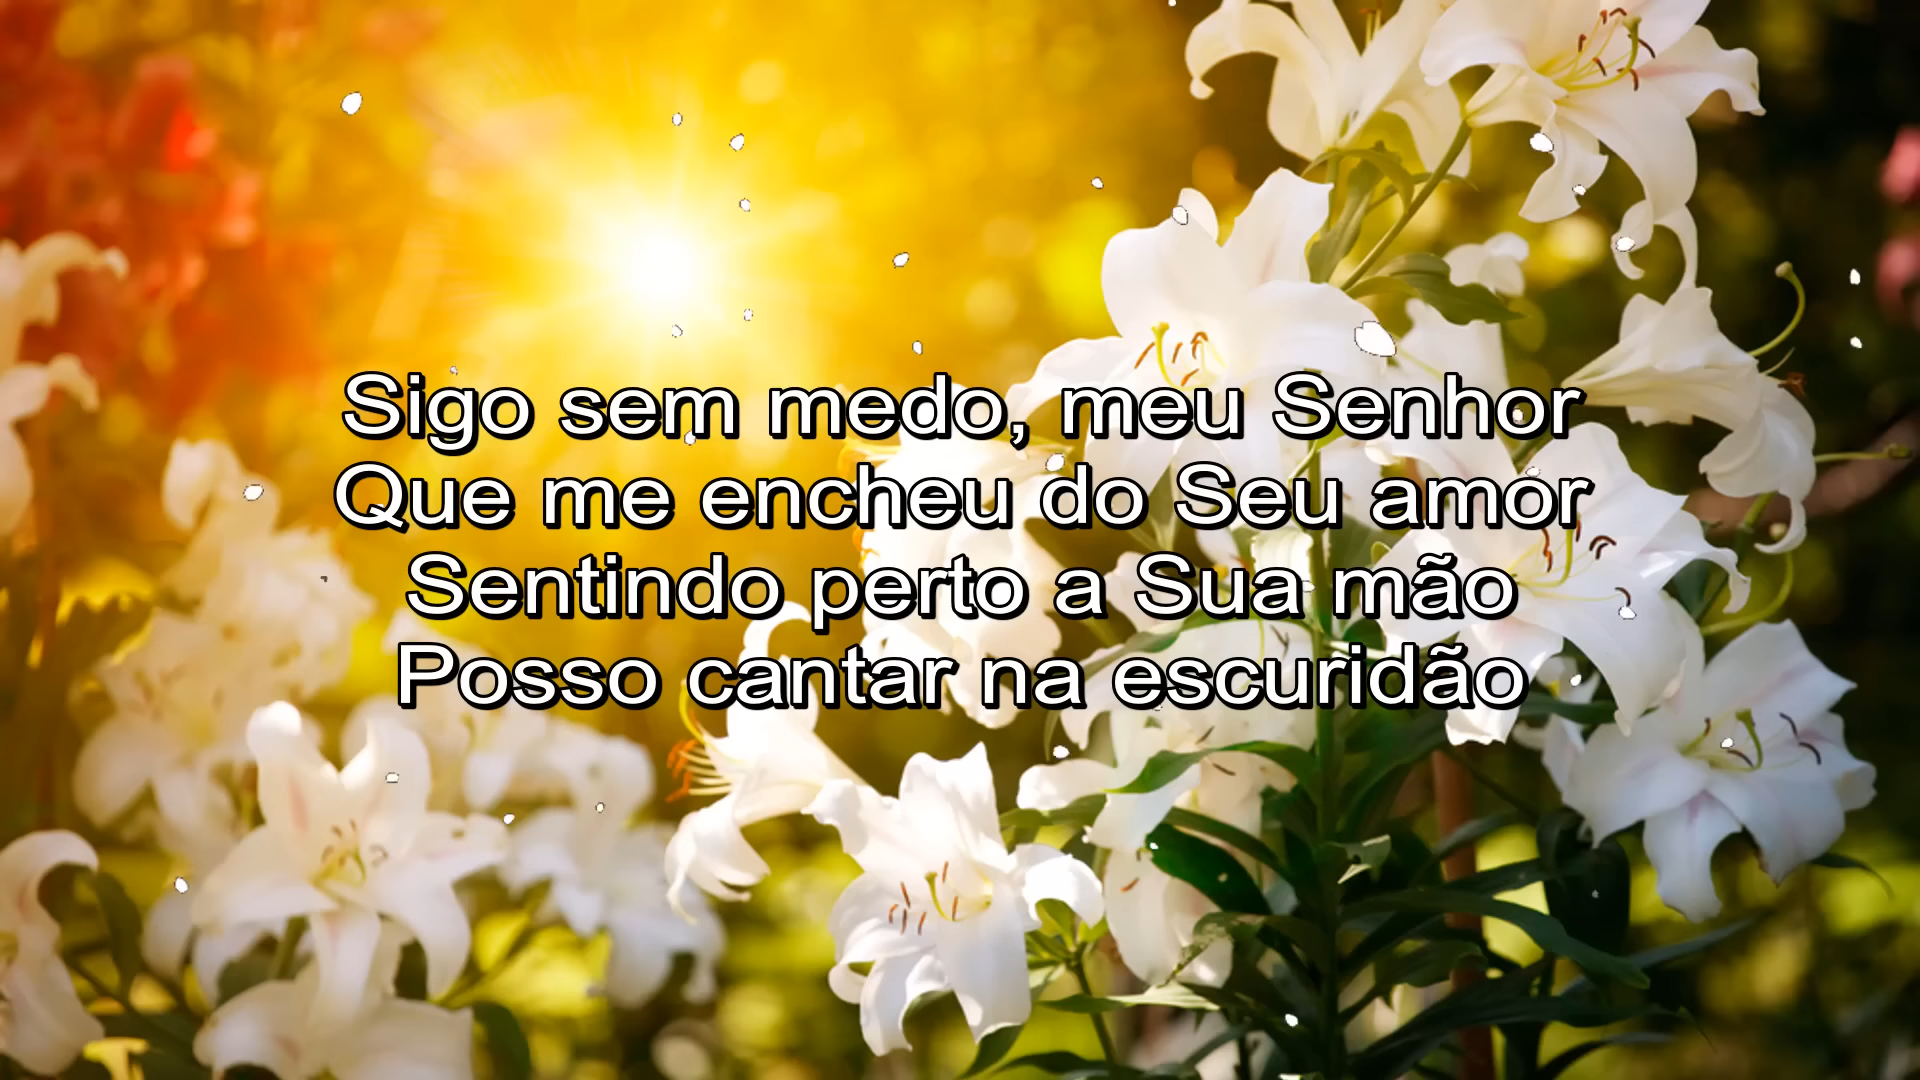 Sigo sem medo, meu Senhor
Que me encheu do Seu amor
Sentindo perto a Sua mão
Posso cantar na escuridão